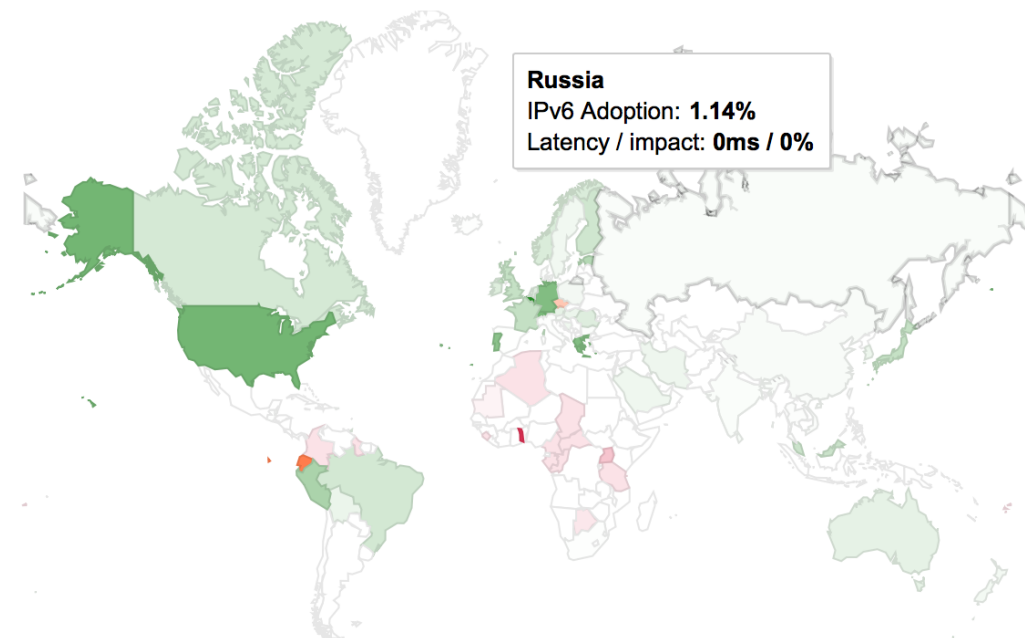 Russia
IPv6 Adoption: 1.14%
Latency / impact: 0ms / 0%